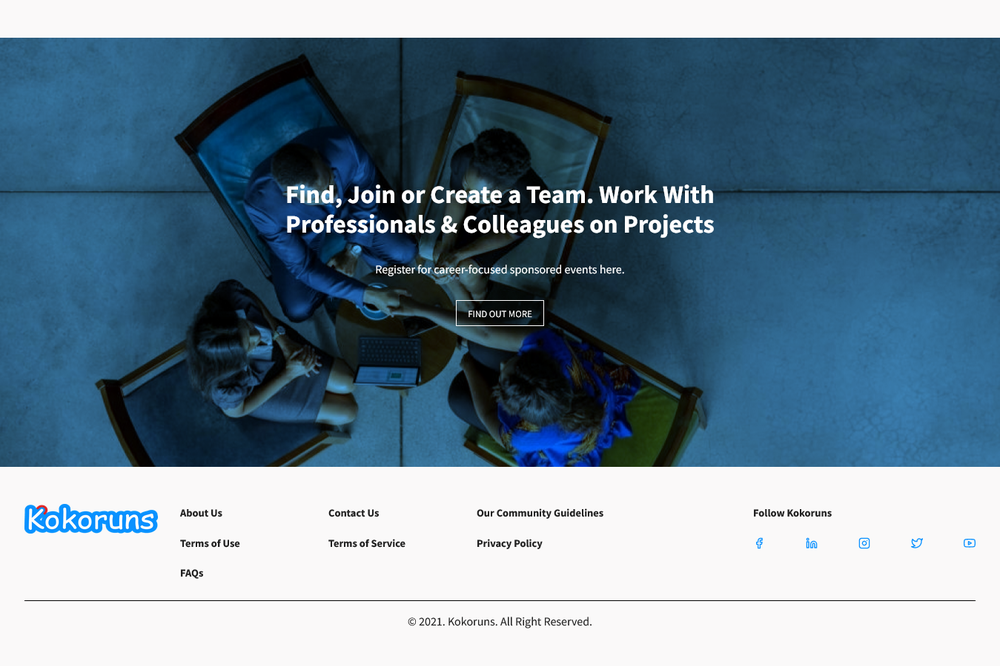 Find, Join or Create a Team. Work With
Professionals & Colleagues on Projects
Register for career-focused sponsored events here.
FIND OUT MORE
Kokoruns
About Us
Contact Us
Our Community Guidelines
Follow Kokoruns
Terms of Use
Terms of Service
Privacy Policy
FAQs
© 2021. Kokoruns. All Right Reserved.